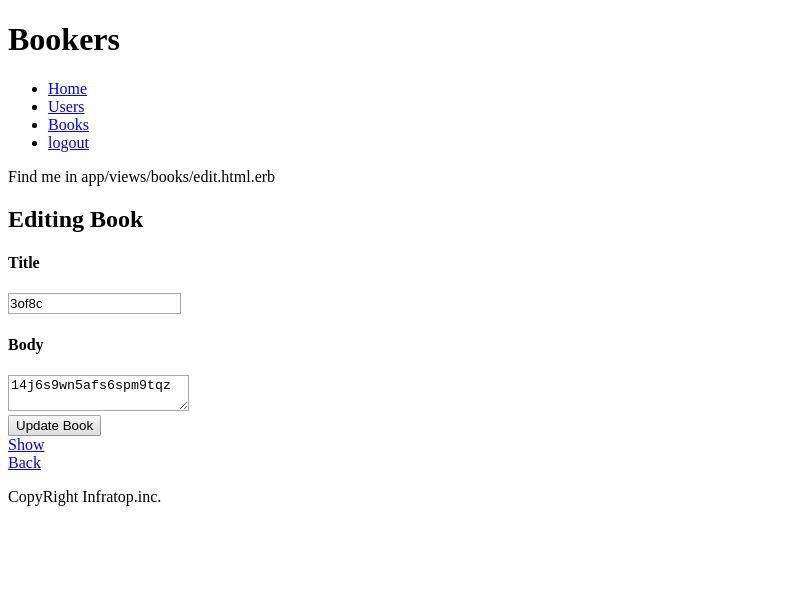 Bookers
Home
Users
Books
logout
Find me in app/views/books/edit.html.erb
Editing Book
Title
3of8c
Body
14j6s9wn5afs6spm9tqz
Update Book
Show
Back
CopyRight Infratop.inc.